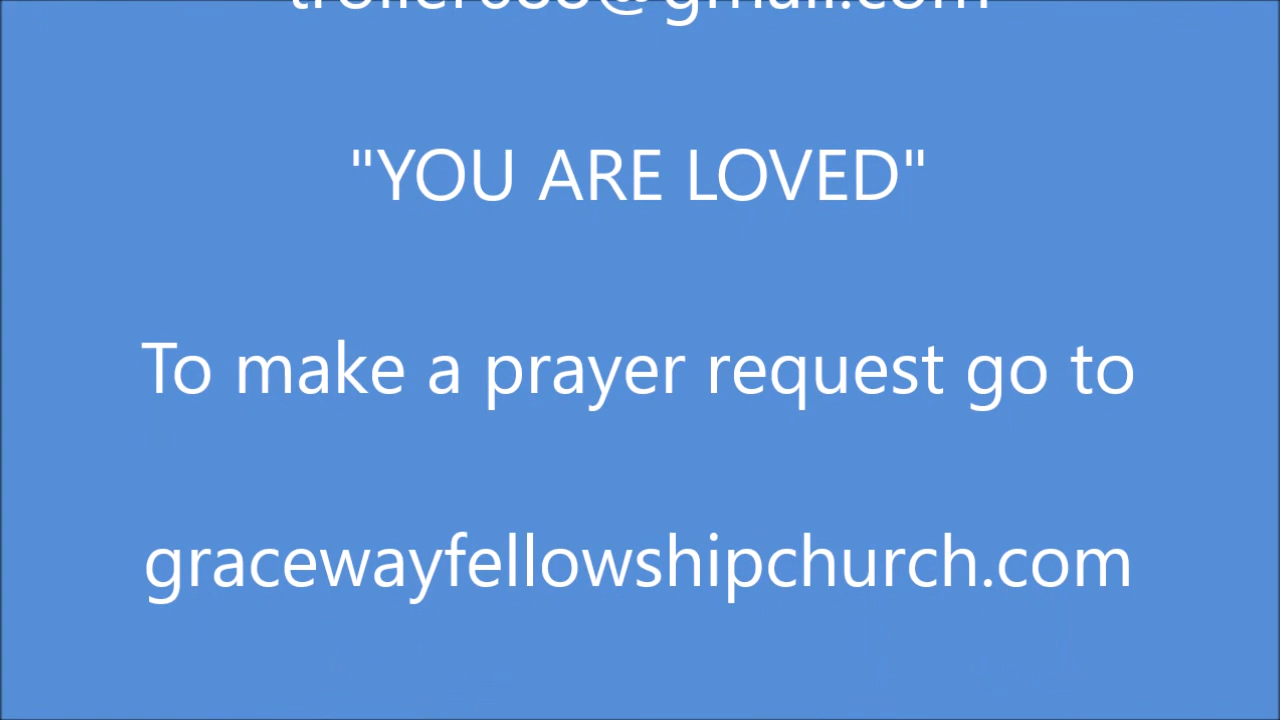 "YOU ARE LOVED"
To make a prayer request go to
gracewayfellowshipchurch.com